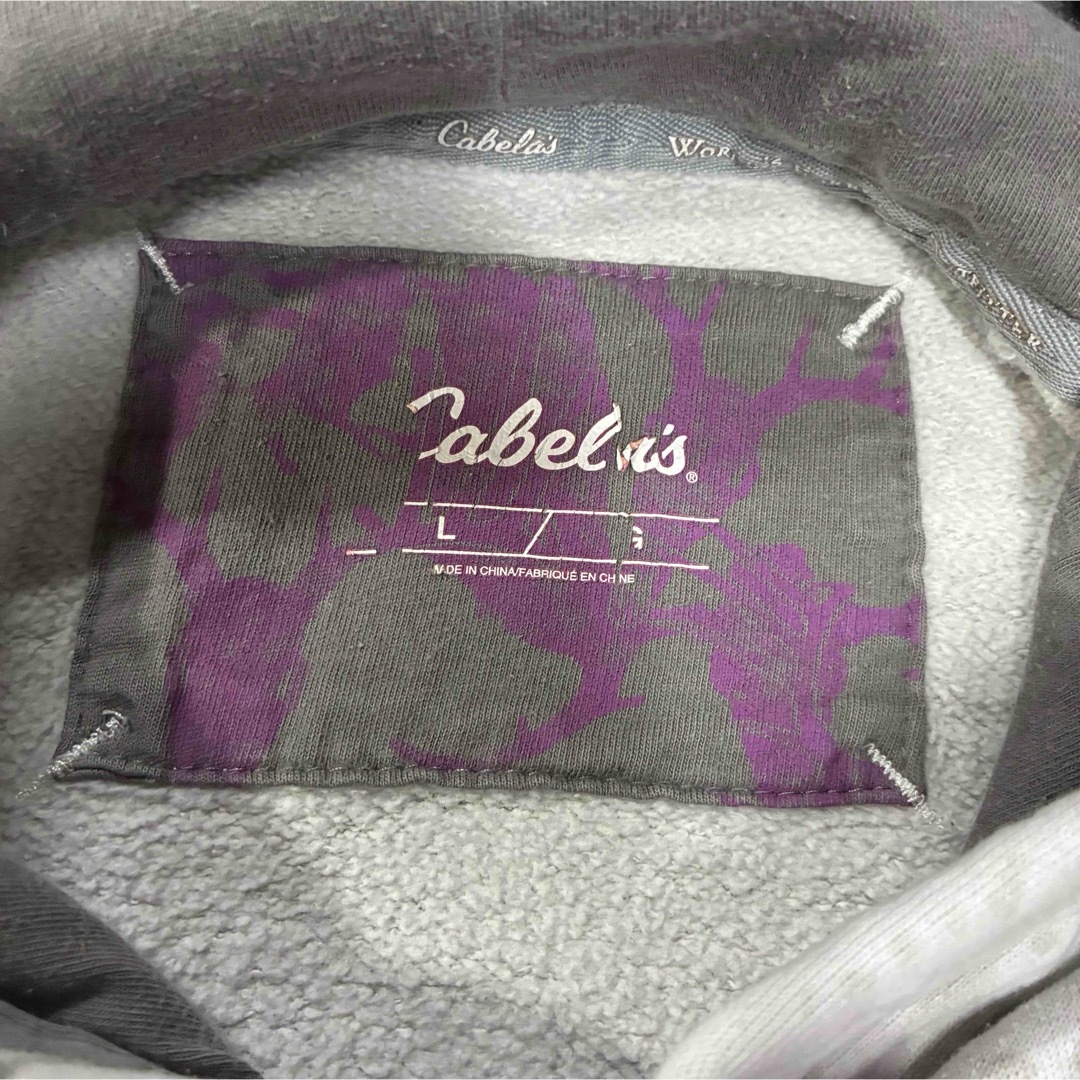 Cabela's
Cabela's®
L / G
MADE IN CHINA/FABRIQUÉ EN CHINE